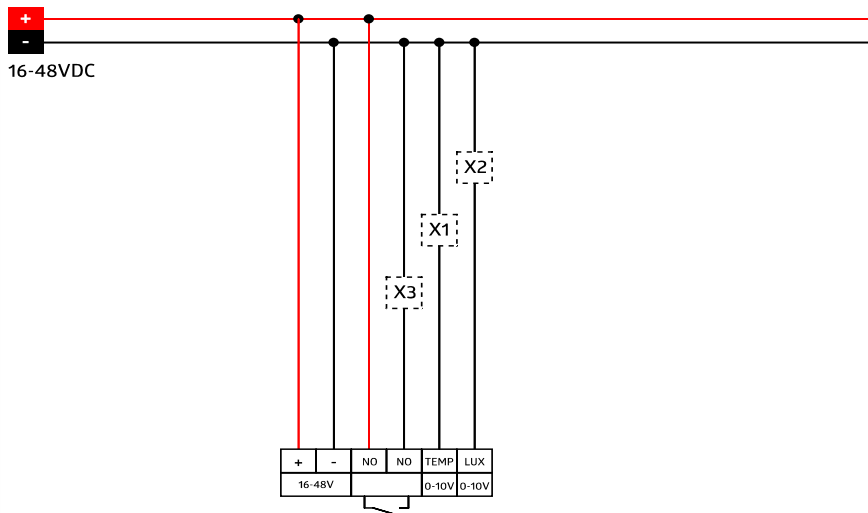 +
-
16-48VDC
X2
X1
X3
+ - NO NO TEMP LUX
16-48V 0-10V 0-10V